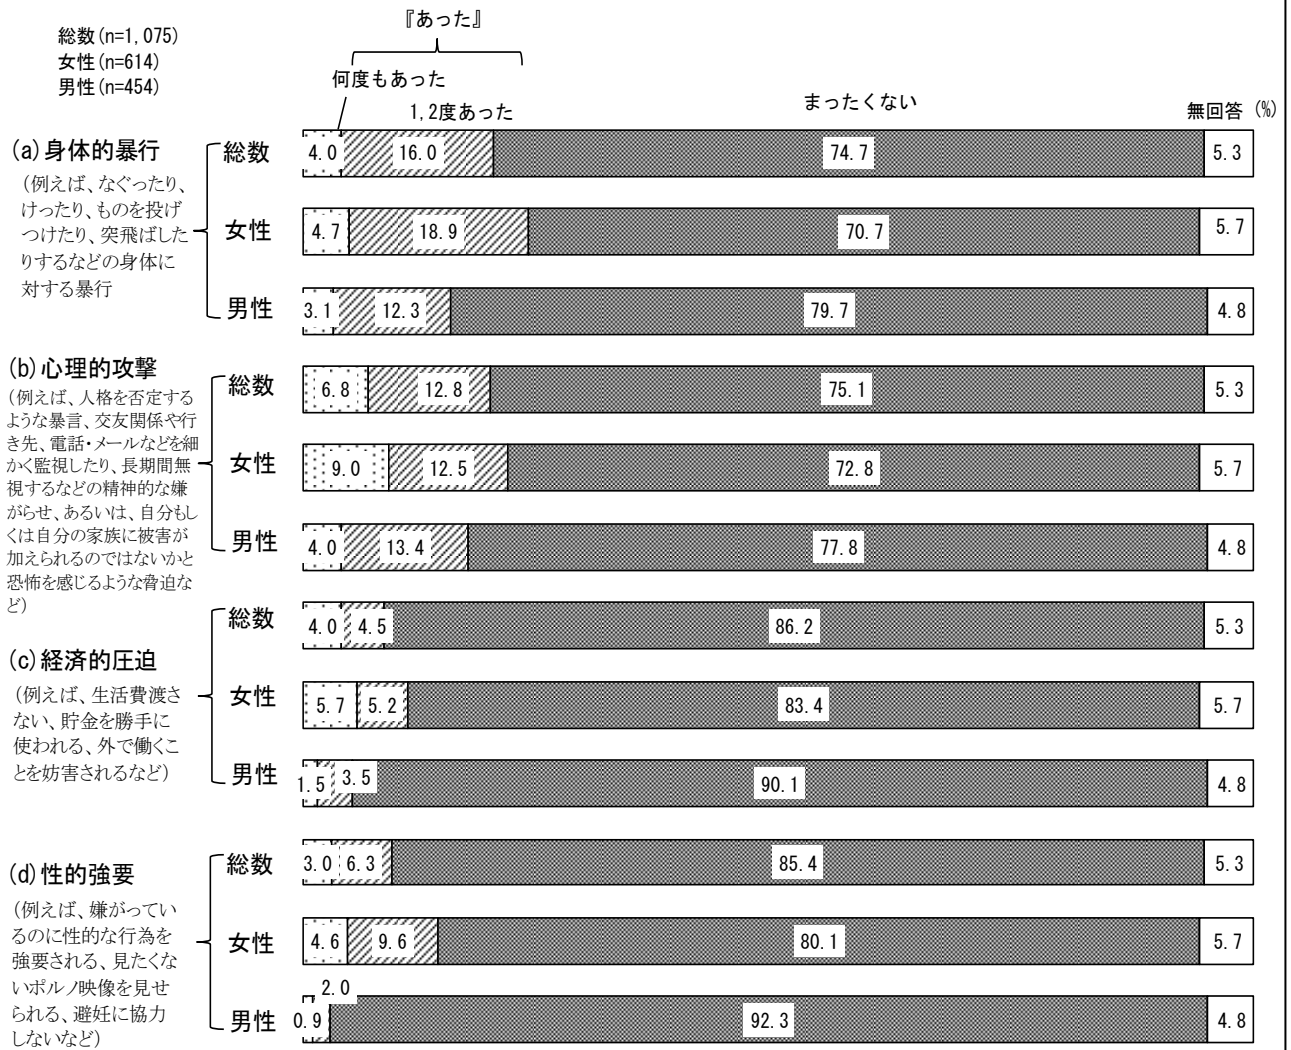 『あった』
総数(n=1,075)
女性(n=614)
男性(n=454)
何度もあった
1,2度あった
まったくない
無回答 (%)
(a)身体的暴行
(例えば、なぐったり、
けったり、ものを投げ
つけたり、突飛ばした
りするなどの身体に
対する暴行
総数 4.0 16.0 74.7 5.3
女性 4.7 18.9 70.7 5.7
男性 3.1 12.3 79.7 4.8
(b)心理的攻撃
(例えば、人格を否定する
ような暴言、交友関係や行
き先、電話・メールなどを細
かく監視したり、長期間無
視するなどの精神的な嫌
がらせ、あるいは、自分もし
くは自分の家族に被害が
加えられるのではないかと
恐怖を感じるような脅迫な
ど)
総数 6.8 12.8 75.1 5.3
女性 9.0 12.5 72.8 5.7
男性 4.0 13.4 77.8 4.8
(c)経済的圧迫
(例えば、生活費渡さ
ない、貯金を勝手に
使われる、外で働くこ
とを妨害されるなど)
総数 4.0 4.5 86.2 5.3
女性 5.7 5.2 83.4 5.7
男性 1.5 3.5 90.1 4.8
(d)性的強要
(例えば、嫌がってい
るのに性的な行為を
強要される、見たくな
いポルノ映像を見せ
られる、避妊に協力
しないなど)
総数 3.0 6.3 85.4 5.3
女性 4.6 9.6 80.1 5.7
男性 0.9 2.0 92.3 4.8